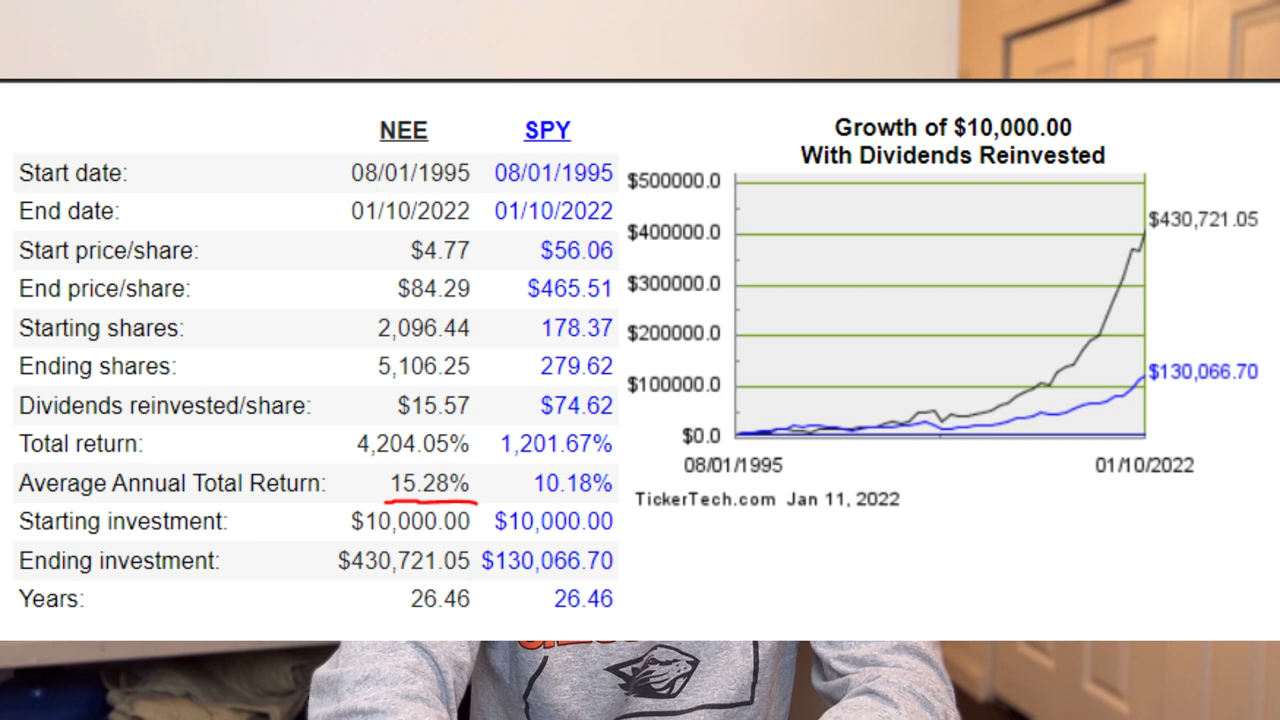 NEE SPY
Start date: 08/01/1995 08/01/1995
End date: 01/10/2022 01/10/2022
Start price/share: $4.77 $56.06
End price/share: $84.29 $465.51
Starting shares: 2,096.44 178.37
Ending shares: 5,106.25 279.62
Dividends reinvested/share: $15.57 $74.62
Total return: 4,204.05% 1,201.67%
Average Annual Total Return: 15.28% 10.18%
Starting investment: $10,000.00 $10,000.00
Ending investment: $430,721.05 $130,066.70
Years: 26.46 26.46
Growth of $10,000.00
With Dividends Reinvested
$500000.0
$430,721.05
$400000.0
$300000.0
$200000.0
$130,066.70
$100000.0
$0.0
08/01/1995 01/10/2022
TickerTech.com Jan 11, 2022